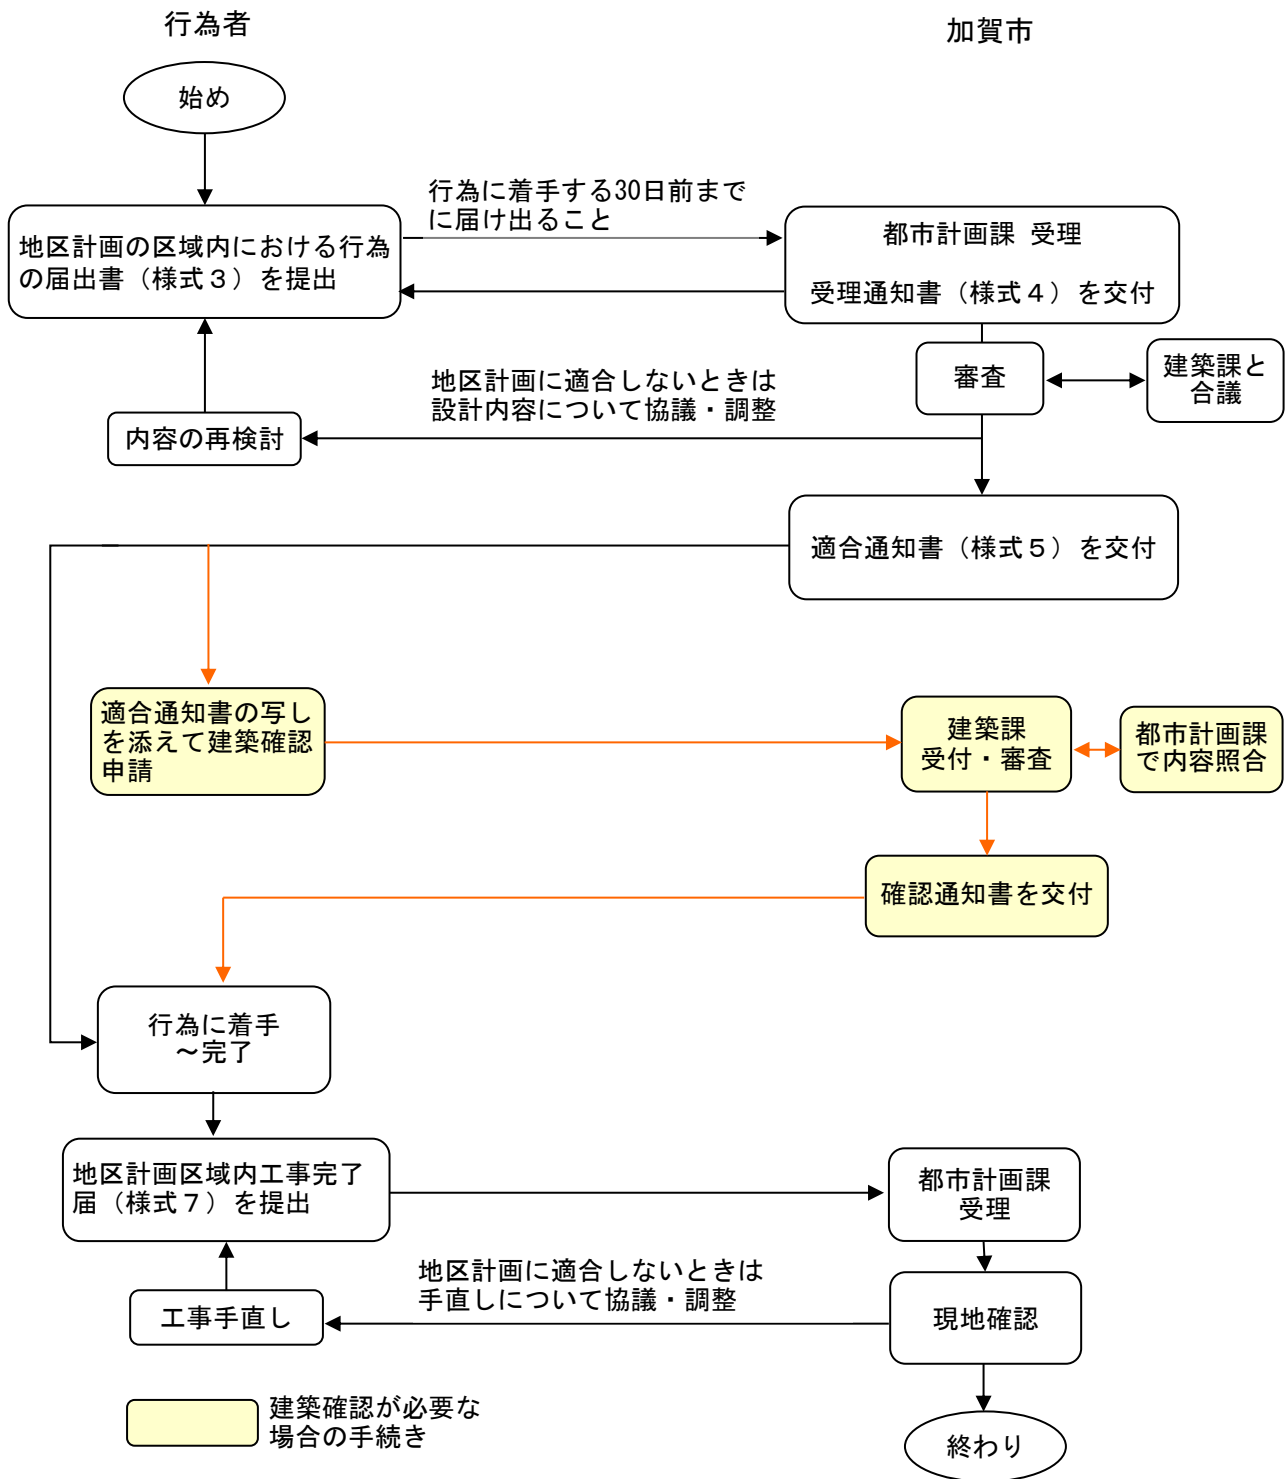 行為者
加賀市
始め
行為に着手する30日前まで
に届け出ること
地区計画の区域内における行為
の届出書（様式３）を提出
都市計画課 受理
受理通知書（様式４）を交付
審査
建築課と
合議
地区計画に適合しないときは
設計内容について協議・調整
内容の再検討
適合通知書（様式５）を交付
適合通知書の写し
を添えて建築確認
申請
建築課
受付・審査
都市計画課
で内容照合
確認通知書を交付
行為に着手
～完了
地区計画区域内工事完了
届（様式７）を提出
都市計画課
受理
地区計画に適合しないときは
手直しについて協議・調整
工事手直し
現地確認
建築確認が必要な
場合の手続き
終わり